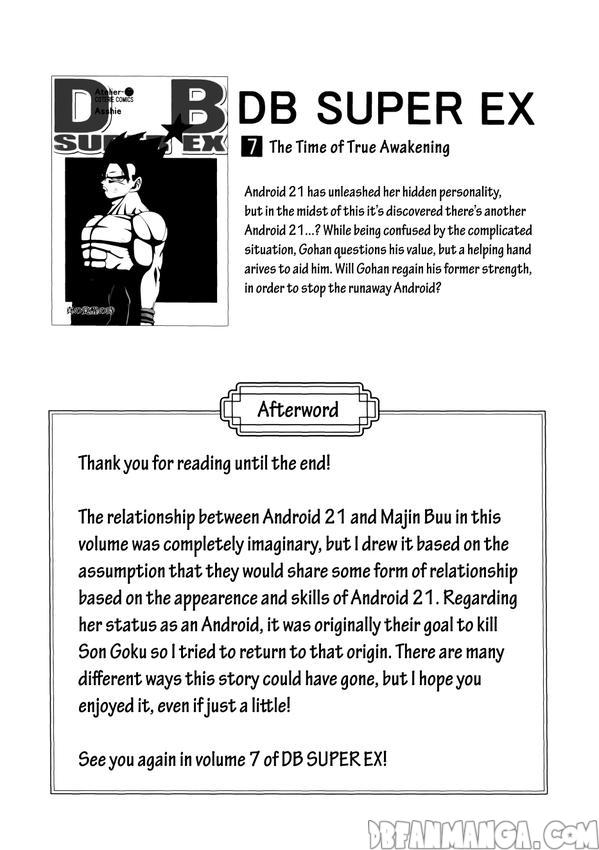 D B
Atelier
CUTERE COMICS
Asshie
SUPER EX
DB SUPER EX
7 The Time of True Awakening
Android 21 has unleashed her hidden personality,
but in the midst of this it's discovered there's another
Android 21...? While being confused by the complicated
situation, Gohan questions his value, but a helping hand
arives to aid him. Will Gohan regain his former strength,
in order to stop the runaway Android?
Afterword
Thank you for reading until the end!
The relationship between Android 21 and Majin Buu in this
volume was completely imaginary, but I drew it based on the
assumption that they would share some form of relationship
based on the appearence and skills of Android 21. Regarding
her status as an Android, it was originally their goal to kill
Son Goku so I tried to return to that origin. There are many
different ways this story could have gone, but I hope you
enjoyed it, even if just a little!
See you again in volume 7 of DB SUPER EX!
DBFANMANGA.COM